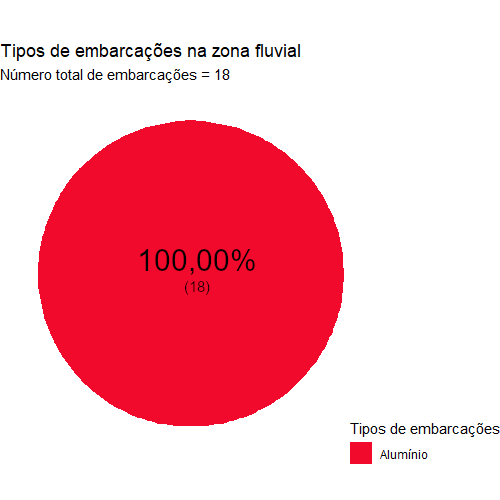 Tipos de embarcações na zona fluvial
Número total de embarcações = 18
100,00%
(18)
Tipos de embarcações
Alumínio